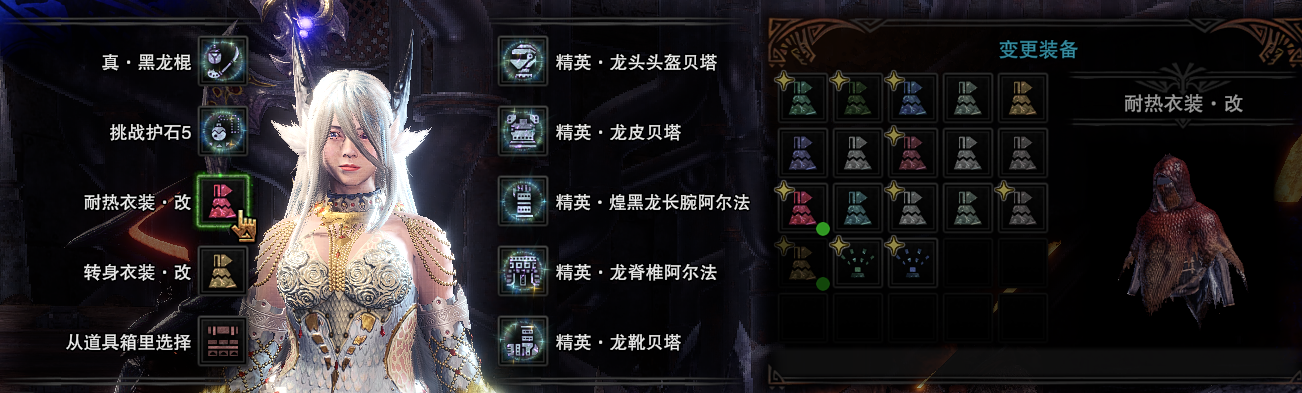 真・黑龙棍
挑战护石5
耐热衣装・改
转身衣装・改
从道具箱里选择
精英・龙头头盔贝塔
精英・龙皮贝塔
精英・煌黑龙长腕阿尔法
精英・龙脊椎阿尔法
精英・龙靴贝塔
变更装备
耐热衣装・改